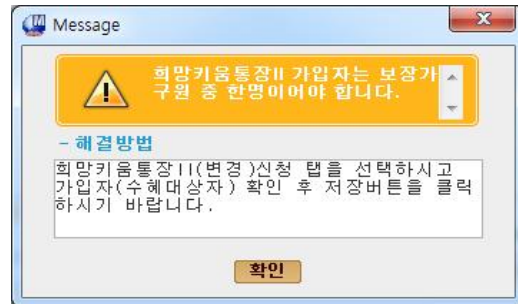 Message
희망키움통장II 가입자는 보장가
구원 중 한명이어야 합니다.
- 해결방법
희망키움통장II(변경)신청 탭을 선택하시고
가입자(수혜대상자) 확인 후 저장버튼을 클릭
하시기 바랍니다.
확인